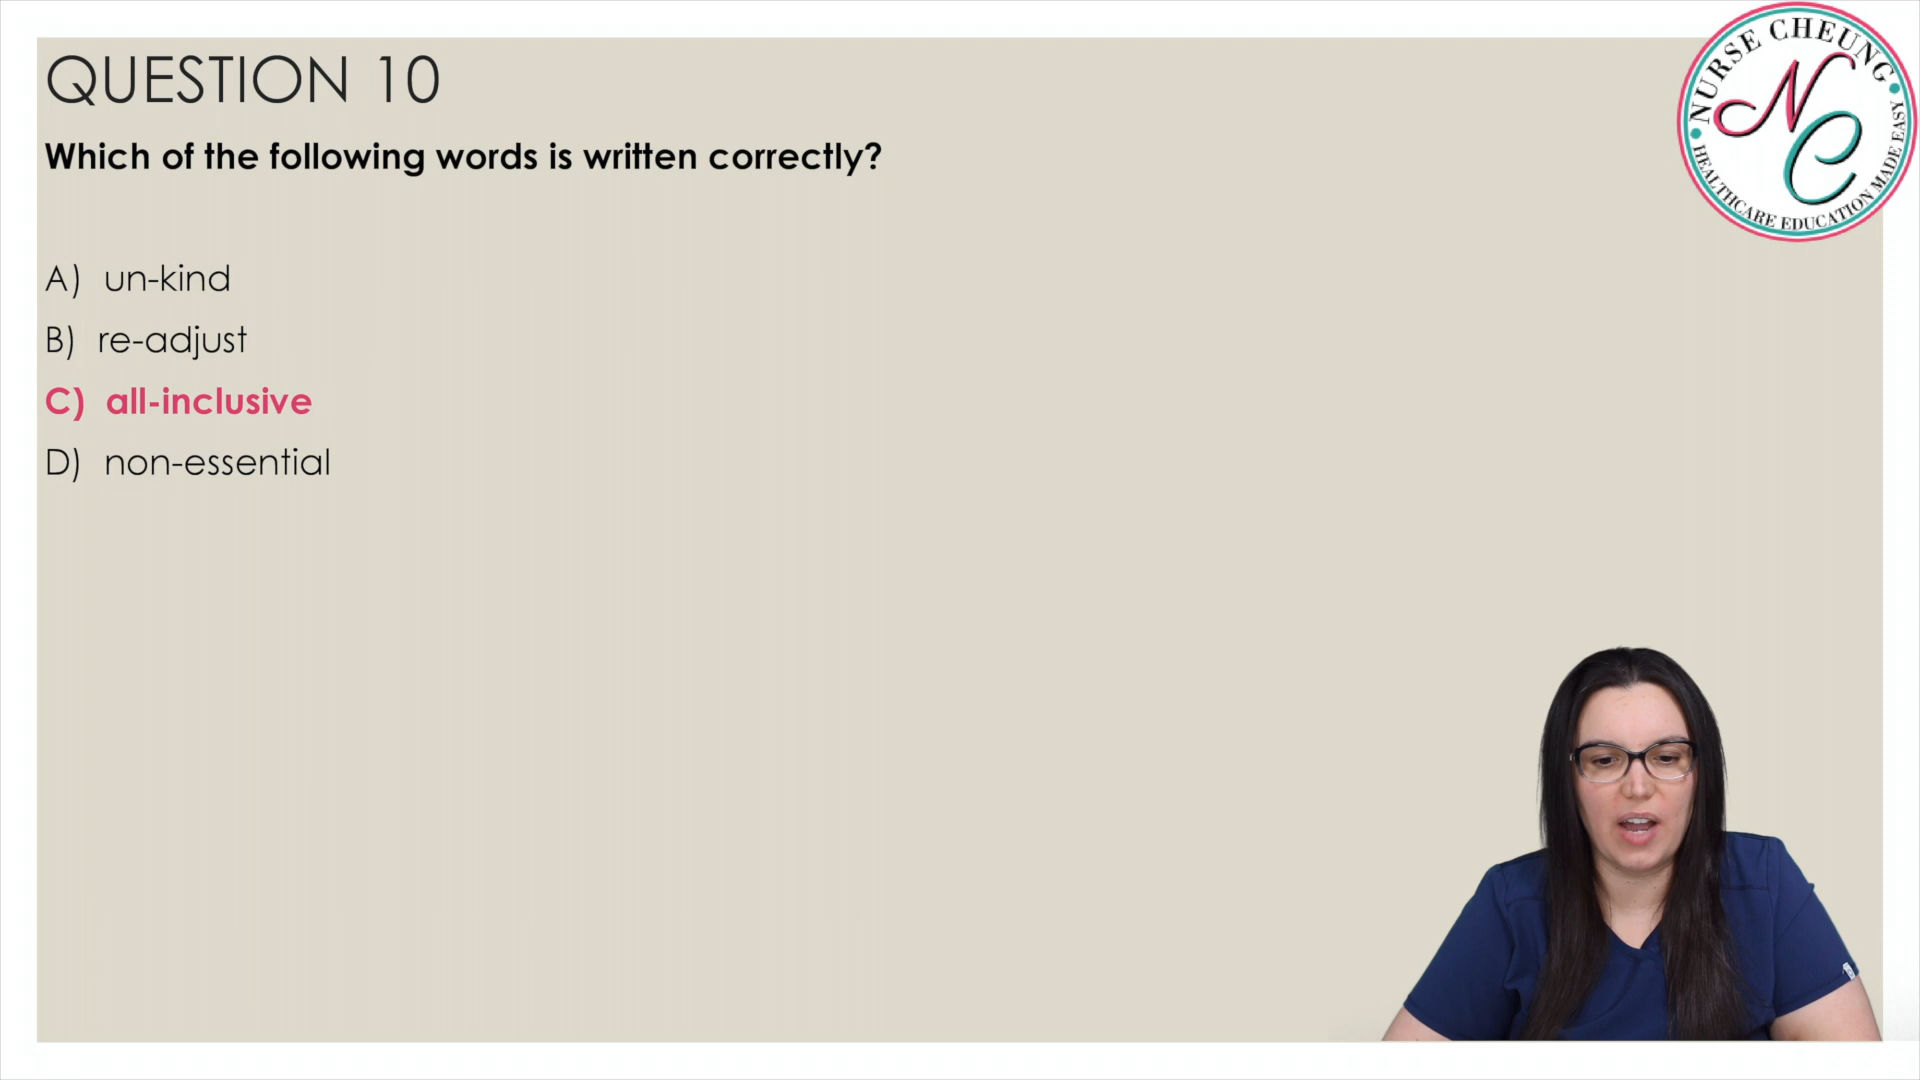 QUESTION 10
Which of the following words is written correctly?
A) un-kind
B) re-adjust
C) all-inclusive
D) non-essential
NURSE CHEUNG
NC
HEALTHCARE EDUCATION MADE EASY